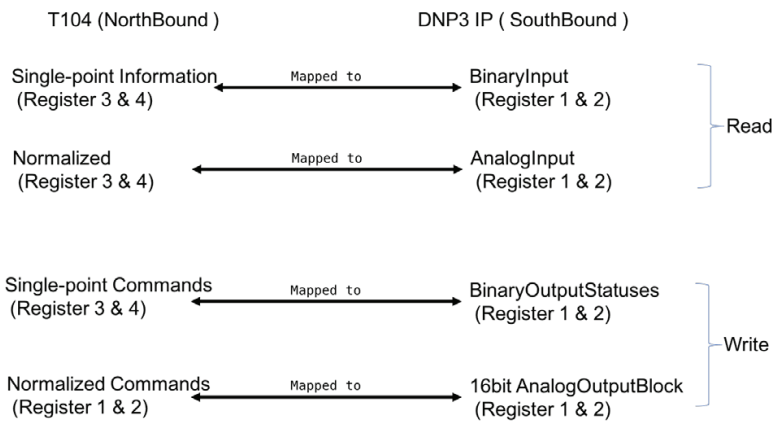 T104 (NorthBound )
DNP3 IP ( SouthBound )
Single-point Information
(Register 3 & 4)
Mapped to
BinaryInput
(Register 1 & 2)
Read
Normalized
(Register 3 & 4)
Mapped to
AnalogInput
(Register 1 & 2)
Single-point Commands
(Register 3 & 4)
Mapped to
BinaryOutputStatuses
(Register 1 & 2)
Write
Normalized Commands
(Register 1 & 2)
Mapped to
16bit AnalogOutputBlock
(Register 1 & 2)